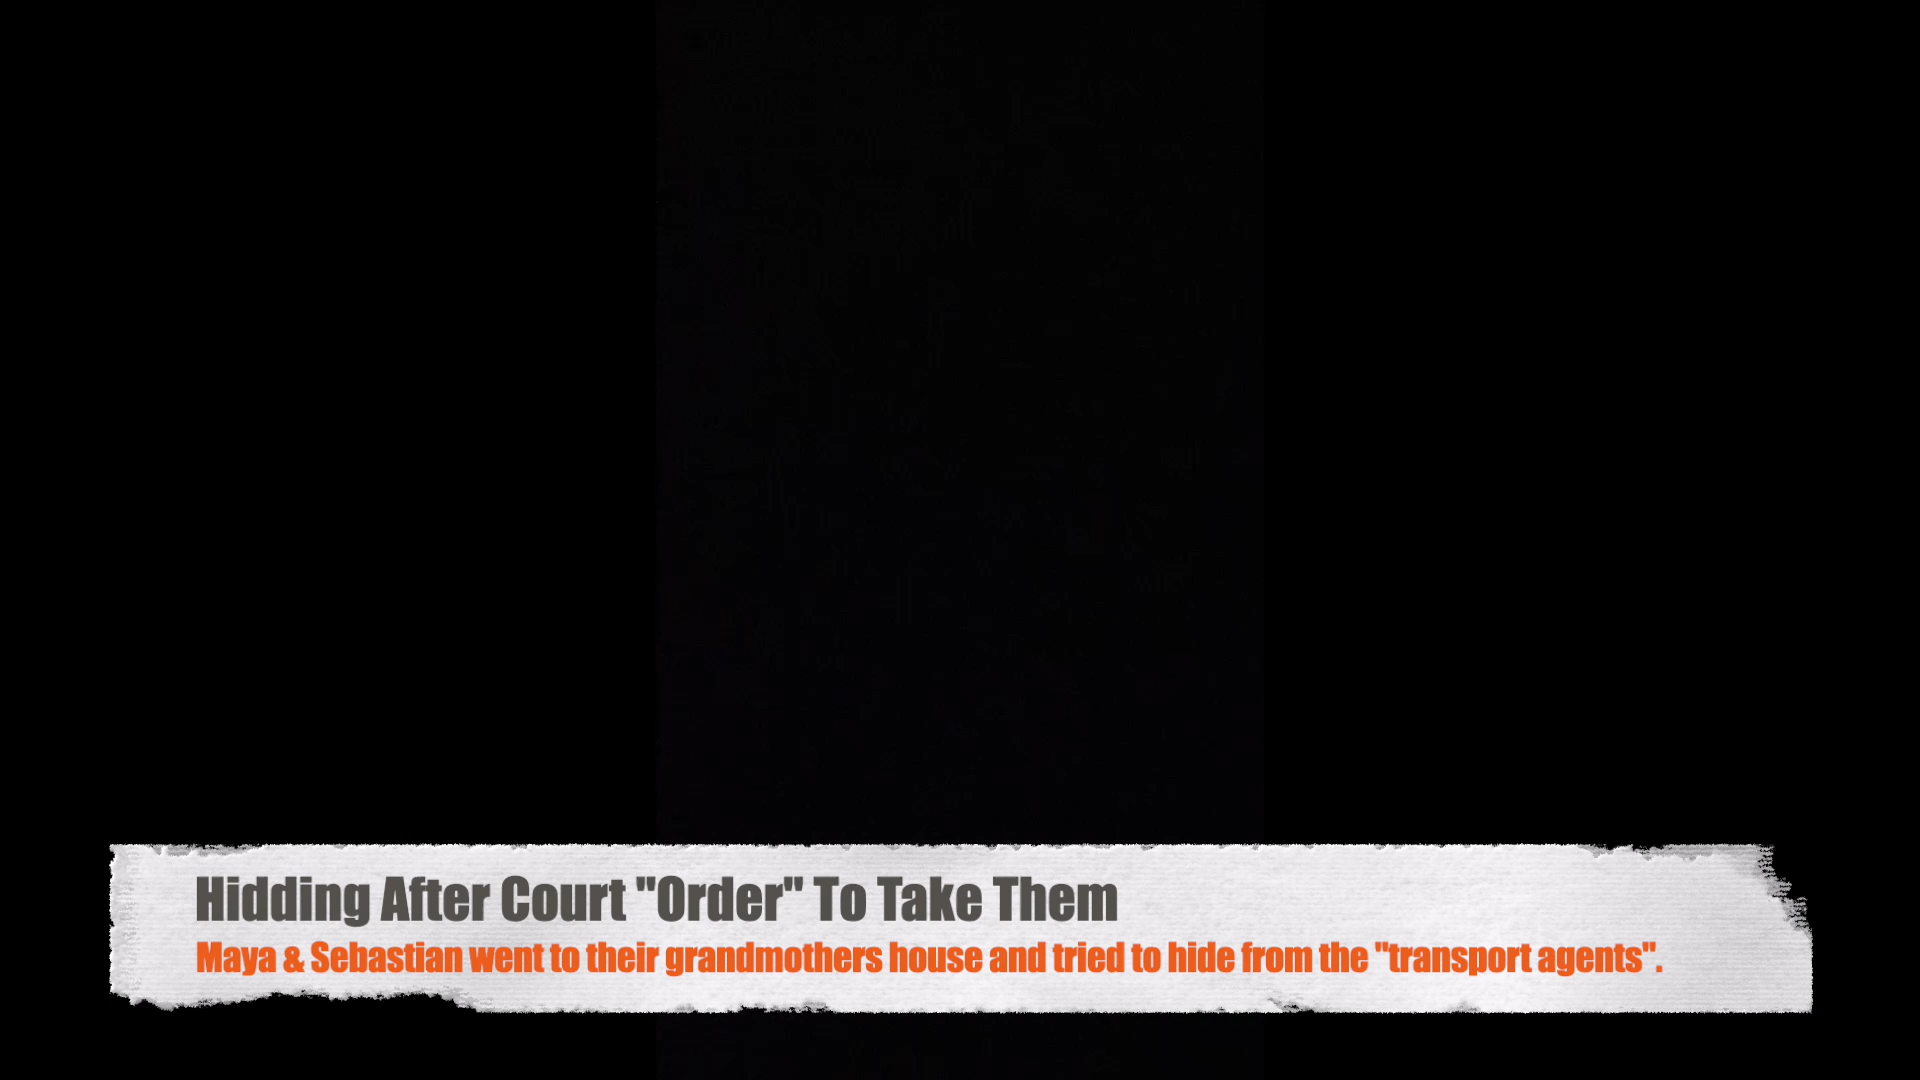 Hidding After Court "Order" To Take Them
Maya & Sebastian went to their grandmothers house and tried to hide from the "transport agents".